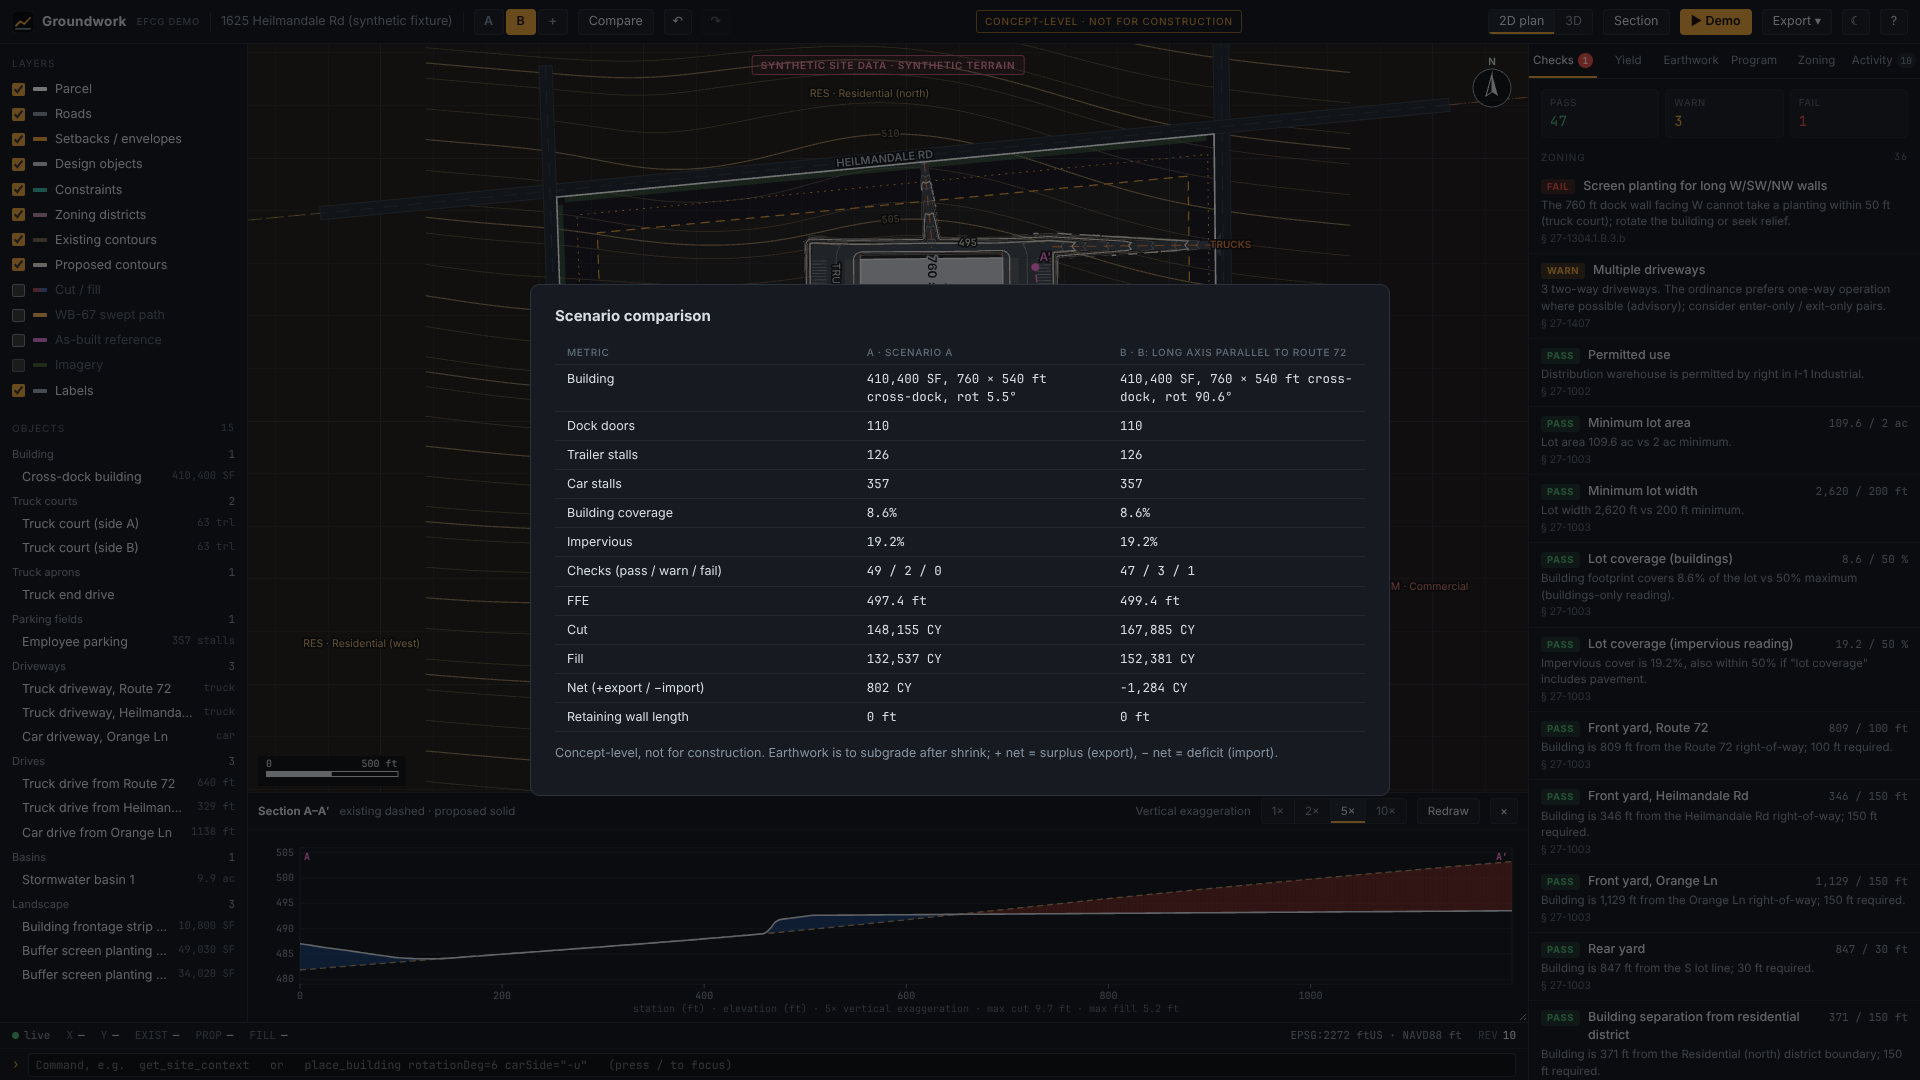 Groundwork EFCG DEMO 1625 Heilmandale Rd (synthetic fixture) A B + Compare ↶ ↷ CONCEPT-LEVEL · NOT FOR CONSTRUCTION 2D plan 3D Section ▶ Demo Export ▾ ☾ ?
LAYERS
Parcel
Roads
Setbacks / envelopes
Design objects
Constraints
Zoning districts
Existing contours
Proposed contours
Cut / fill
WB-67 swept path
As-built reference
Imagery
Labels
OBJECTS 15
Building 1
Cross-dock building 410,400 SF
Truck courts 2
Truck court (side A) 63 trl
Truck court (side B) 63 trl
Truck aprons 1
Truck end drive
Parking fields 1
Employee parking 357 stalls
Driveways 3
Truck driveway, Route 72 truck
Truck driveway, Heilmanda... truck
Car driveway, Orange Ln car
Drives 3
Truck drive from Route 72 640 ft
Truck drive from Heilman... 329 ft
Car drive from Orange Ln 1138 ft
Basins 1
Stormwater basin 1 9.9 ac
Landscape 3
Building frontage strip ... 10,800 SF
Buffer screen planting ... 49,030 SF
Buffer screen planting ... 34,020 SF
SYNTHETIC SITE DATA · SYNTHETIC TERRAIN
RES · Residential (north)
N
510
HEILMANDALE RD
505
495
TRUCKS
A'
TRU
760
RES · Residential (west)
M · Commercial
0 500 ft
Scenario comparison
METRIC A · SCENARIO A B · B: LONG AXIS PARALLEL TO ROUTE 72
Building 410,400 SF, 760 × 540 ft 410,400 SF, 760 × 540 ft cross-
cross-dock, rot 5.5° dock, rot 90.6°
Dock doors 110 110
Trailer stalls 126 126
Car stalls 357 357
Building coverage 8.6% 8.6%
Impervious 19.2% 19.2%
Checks (pass / warn / fail) 49 / 2 / 0 47 / 3 / 1
FFE 497.4 ft 499.4 ft
Cut 148,155 CY 167,885 CY
Fill 132,537 CY 152,381 CY
Net (+export / −import) 802 CY -1,284 CY
Retaining wall length 0 ft 0 ft
Concept-level, not for construction. Earthwork is to subgrade after shrink; + net = surplus (export), − net = deficit (import).
Section A–A′ existing dashed · proposed solid Vertical exaggeration 1× 2× 5× 10× Redraw ×
505
500
495
490
485
480
A A′
0 200 400 600 800 1000
station (ft) · elevation (ft) · 5× vertical exaggeration · max cut 9.7 ft · max fill 5.2 ft
live X — Y — EXIST — PROP — FILL — EPSG:2272 ftUS · NAVD88 ft REV 10
› Command, e.g. get_site_context or place_building rotationDeg=6 carSide="-u" (press / to focus)
Checks 1 Yield Earthwork Program Zoning Activity 10
PASS WARN FAIL
47 3 1
ZONING 36
FAIL Screen planting for long W/SW/NW walls
The 760 ft dock wall facing W cannot take a planting within 50 ft
(truck court); rotate the building or seek relief.
§ 27-1304.1.B.3.b
WARN Multiple driveways
3 two-way driveways. The ordinance prefers one-way operation
where possible (advisory); consider enter-only / exit-only pairs.
§ 27-1407
PASS Permitted use
Distribution warehouse is permitted by right in I-1 Industrial.
§ 27-1002
PASS Minimum lot area 109.6 / 2 ac
Lot area 109.6 ac vs 2 ac minimum.
§ 27-1003
PASS Minimum lot width 2,620 / 200 ft
Lot width 2,620 ft vs 200 ft minimum.
§ 27-1003
PASS Lot coverage (buildings) 8.6 / 50 %
Building footprint covers 8.6% of the lot vs 50% maximum
(buildings-only reading).
§ 27-1003
PASS Lot coverage (impervious reading) 19.2 / 50 %
Impervious cover is 19.2%, also within 50% if "lot coverage"
includes pavement.
§ 27-1003
PASS Front yard, Route 72 809 / 100 ft
Building is 809 ft from the Route 72 right-of-way; 100 ft required.
§ 27-1003
PASS Front yard, Heilmandale Rd 346 / 150 ft
Building is 346 ft from the Heilmandale Rd right-of-way; 150 ft
required.
§ 27-1003
PASS Front yard, Orange Ln 1,129 / 150 ft
Building is 1,129 ft from the Orange Ln right-of-way; 150 ft required.
§ 27-1003
PASS Rear yard 847 / 30 ft
Building is 847 ft from the S lot line; 30 ft required.
§ 27-1003
PASS Building separation from residential 371 / 150 ft
district
Building is 371 ft from the Residential (north) district boundary; 150
ft required.